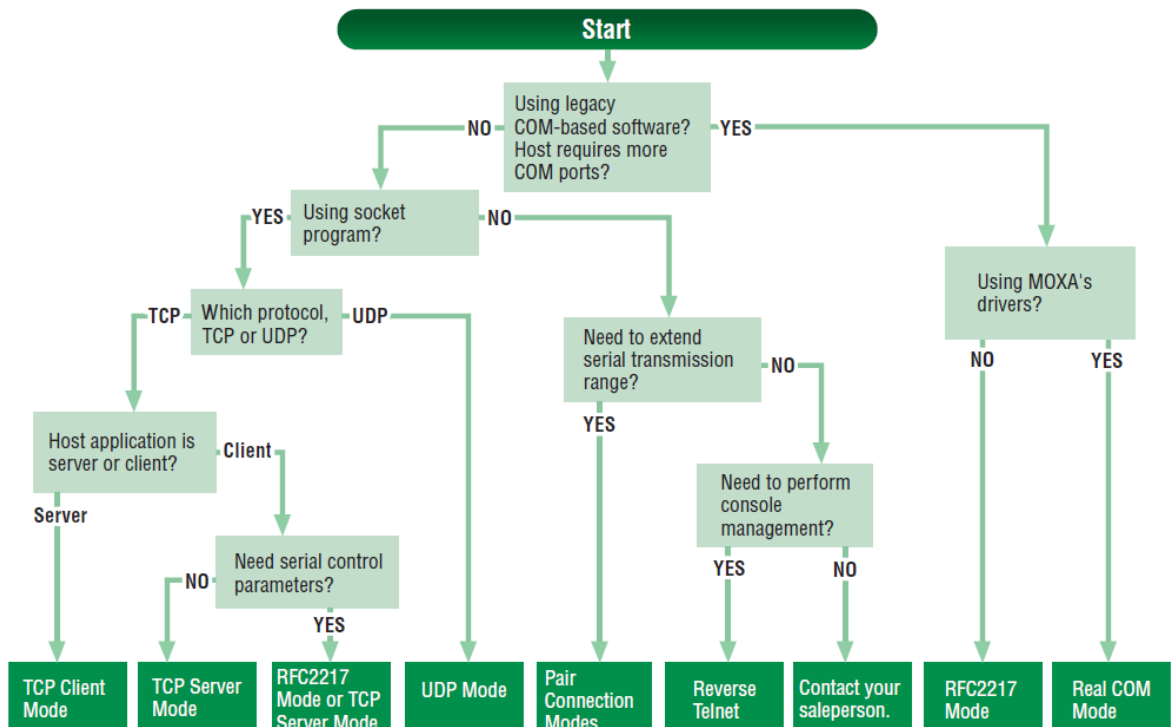 Start
Using legacy
COM-based software?
Host requires more
COM ports?
NO
YES
Using socket
program?
YES
NO
Using MOXA's
drivers?
Which protocol,
TCP or UDP?
TCP
UDP
Need to extend
serial transmission
range?
NO
YES
NO
YES
Host application is
server or client?
Client
Server
Need to perform
console
management?
YES
NO
Need serial control
parameters?
NO
YES
TCP Client
Mode
TCP Server
Mode
RFC2217
Mode or TCP
Server Mode
UDP Mode
Pair
Connection
Modes
Reverse
Telnet
Contact your
saleperson.
RFC2217
Mode
Real COM
Mode